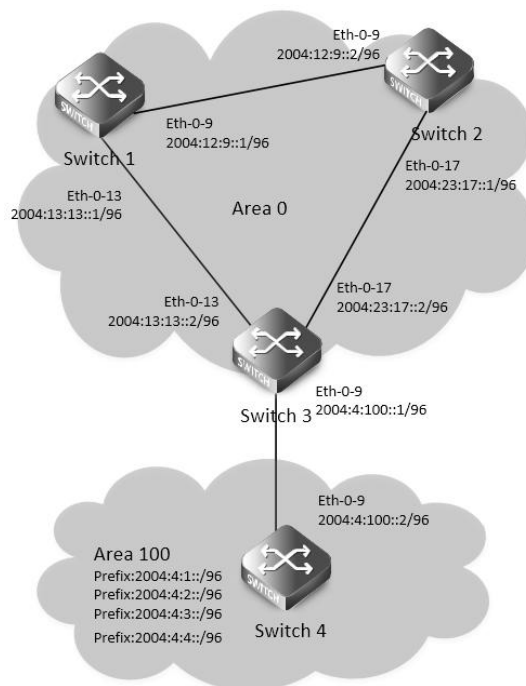 Eth-0-9
2004:12:9::2/96
SWITCH
Switch 2
SWITCH
Switch 1
Eth-0-9
2004:12:9::1/96
Eth-0-17
2004:23:17::1/96
Eth-0-13
2004:13:13::1/96
Area 0
Eth-0-13
2004:13:13::2/96
Eth-0-17
2004:23:17::2/96
SWITCH
Switch 3
Eth-0-9
2004:4:100::1/96
Eth-0-9
2004:4:100::2/96
Area 100
Prefix:2004:4:1::/96
Prefix:2004:4:2::/96
Prefix:2004:4:3::/96
Prefix:2004:4:4::/96
SWITCH
Switch 4